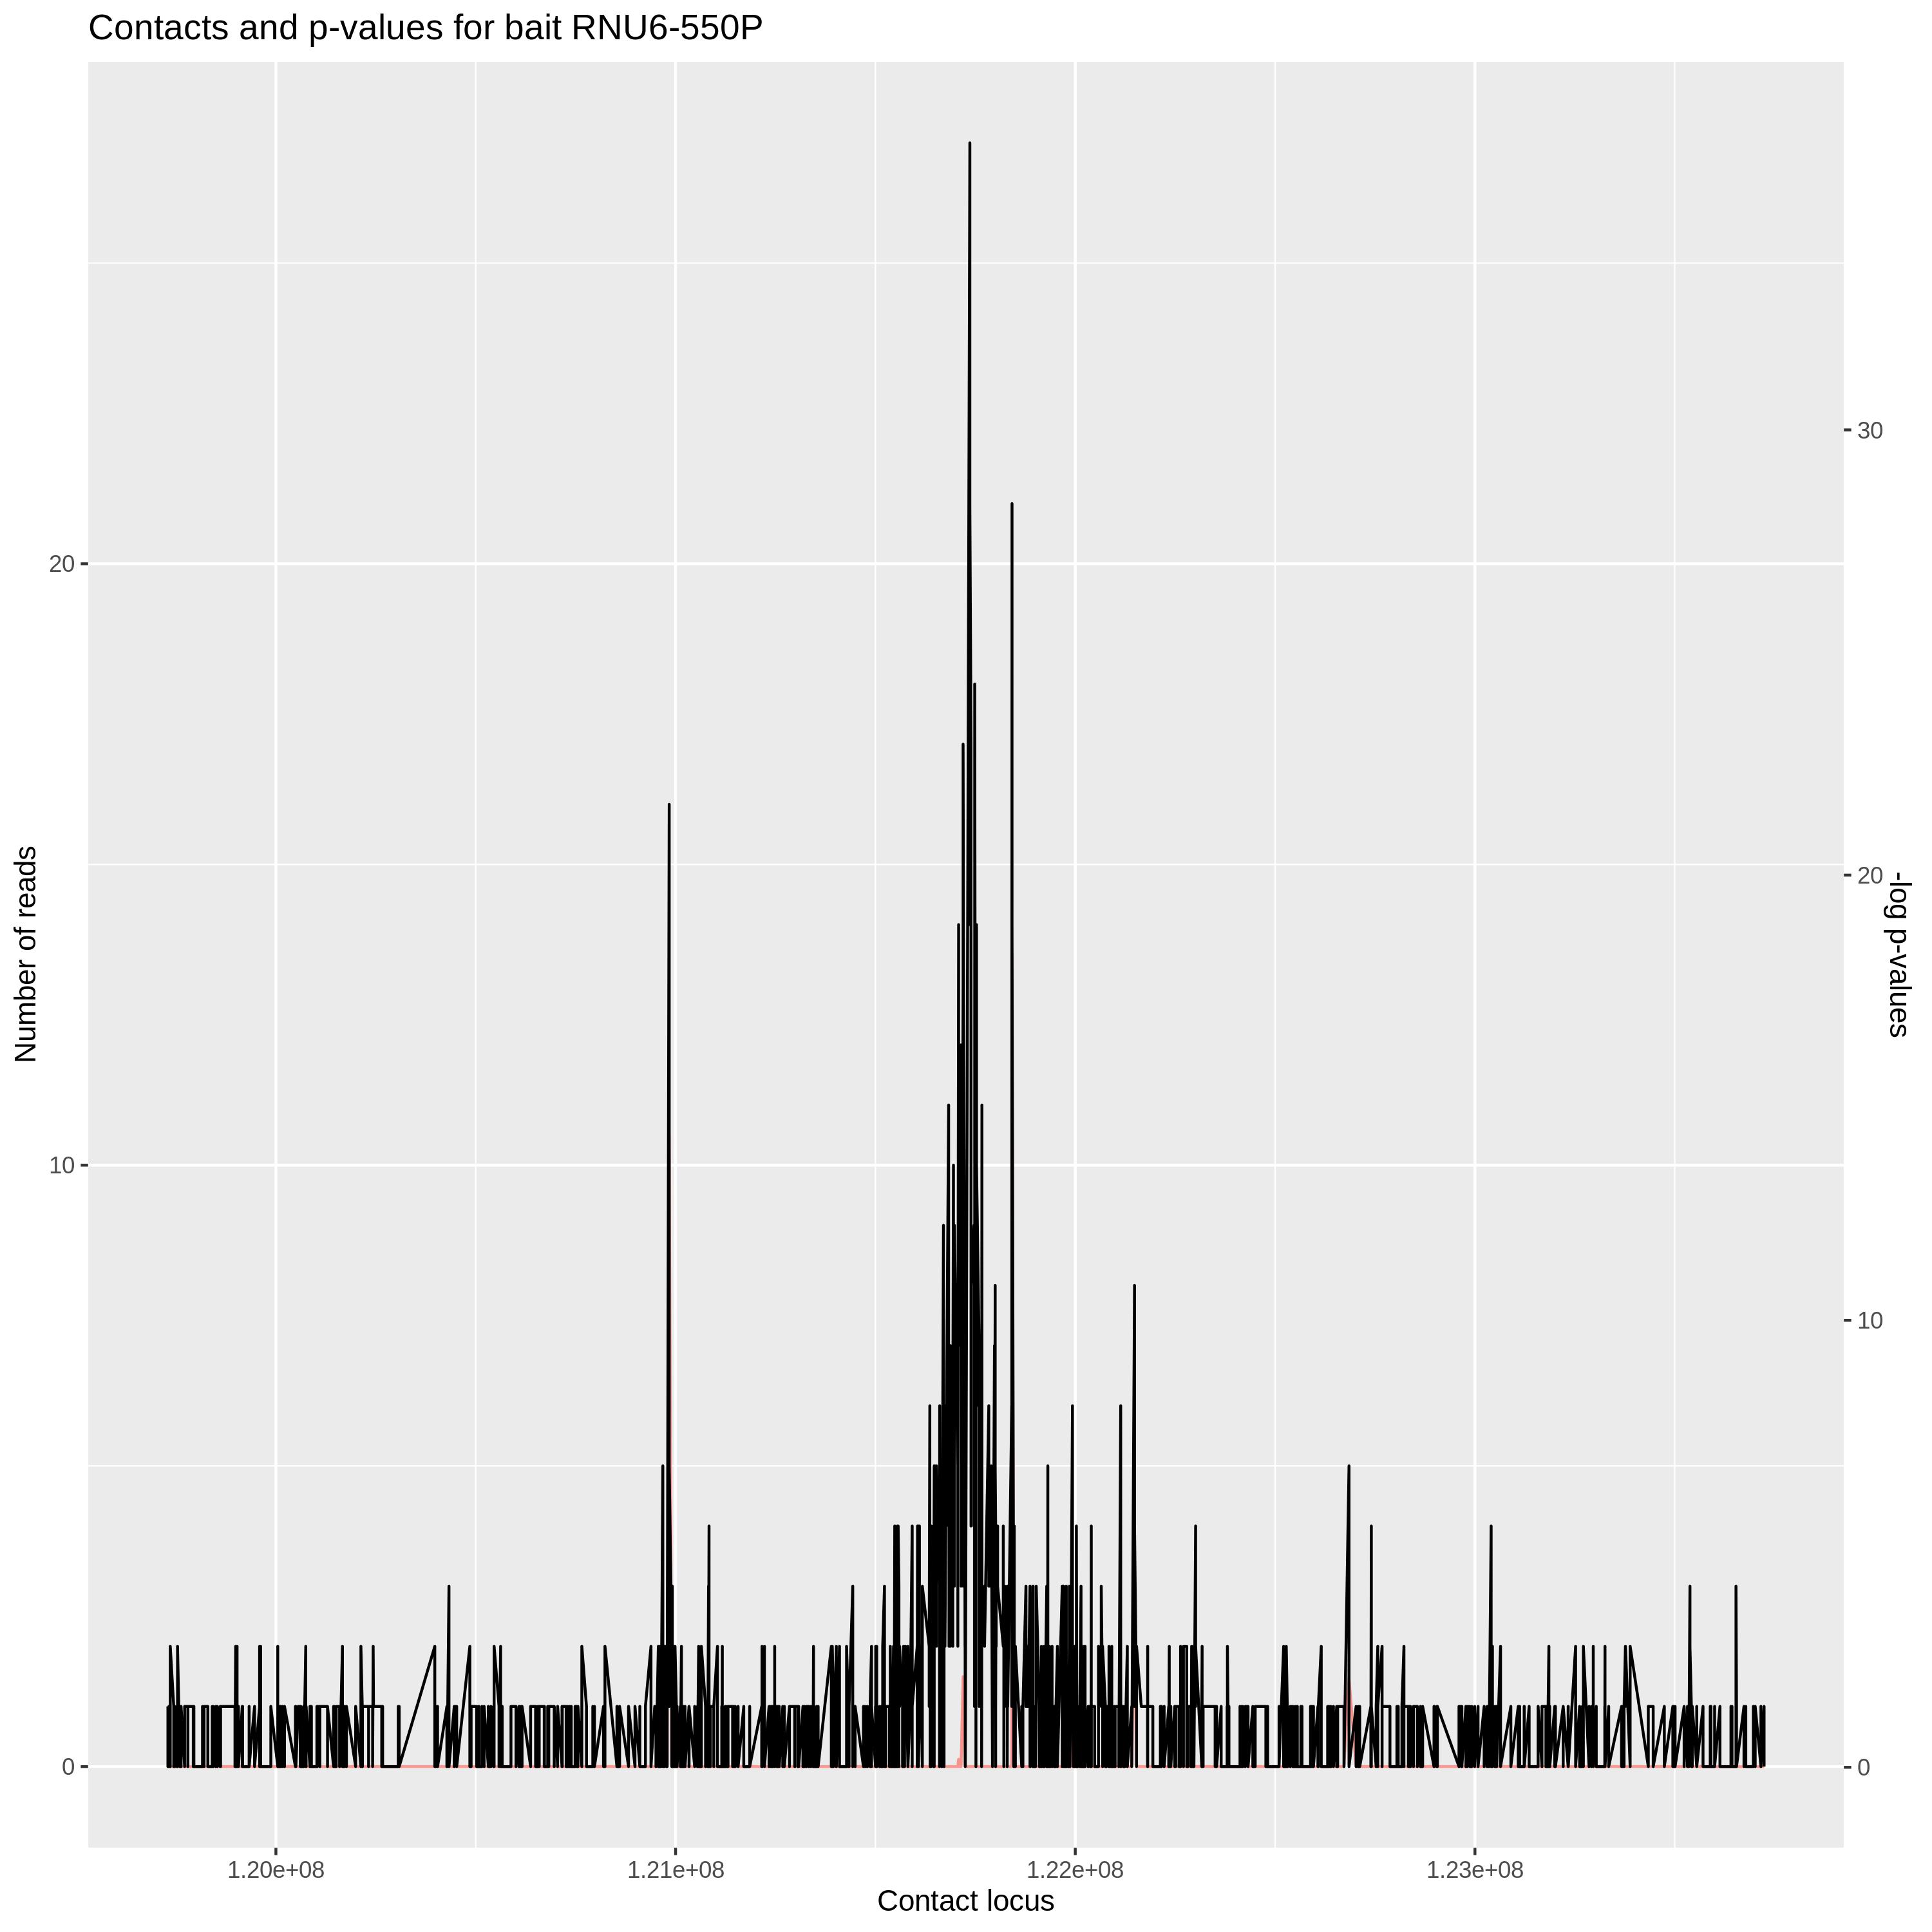 Contacts and p-values for bait RNU6-550P
Number of reads
20
10
0
30
20
10
0
-log p-values
1.20e+08
1.21e+08
1.22e+08
1.23e+08
Contact locus